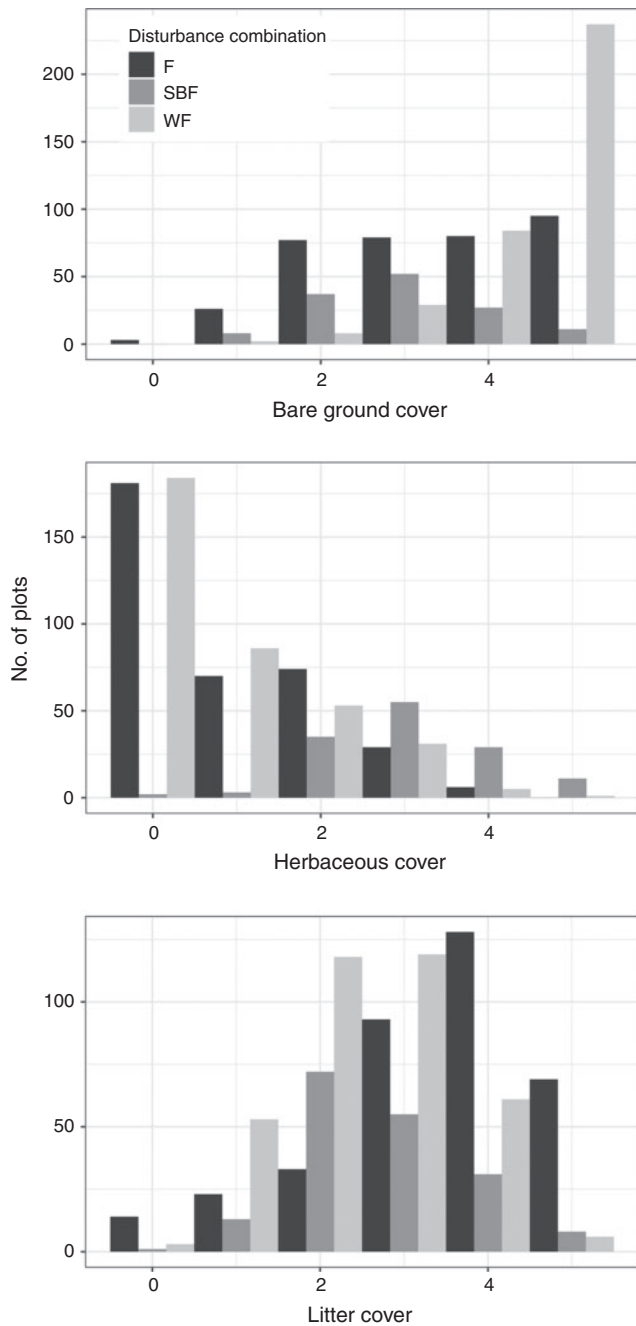 Disturbance combination
F
SBF
WF
200
150
100
50
0
0 2 4
Bare ground cover
No. of plots
150
100
50
0
0 2 4
Herbaceous cover
100
50
0
0 2 4
Litter cover